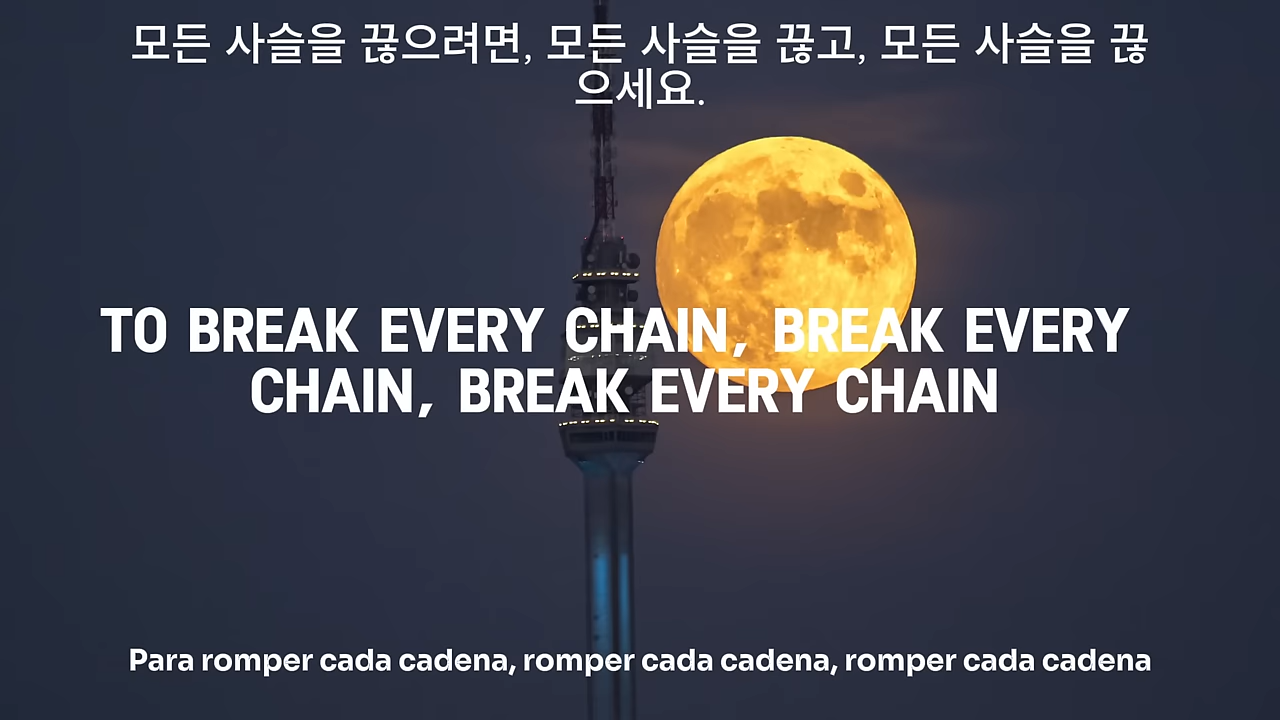 모든 사슬을 끊으려면, 모든 사슬을 끊고, 모든 사슬을 끊
으세요.
TO BREAK EVERY CHAIN, BREAK EVERY
CHAIN, BREAK EVERY CHAIN
Para romper cada cadena, romper cada cadena, romper cada cadena